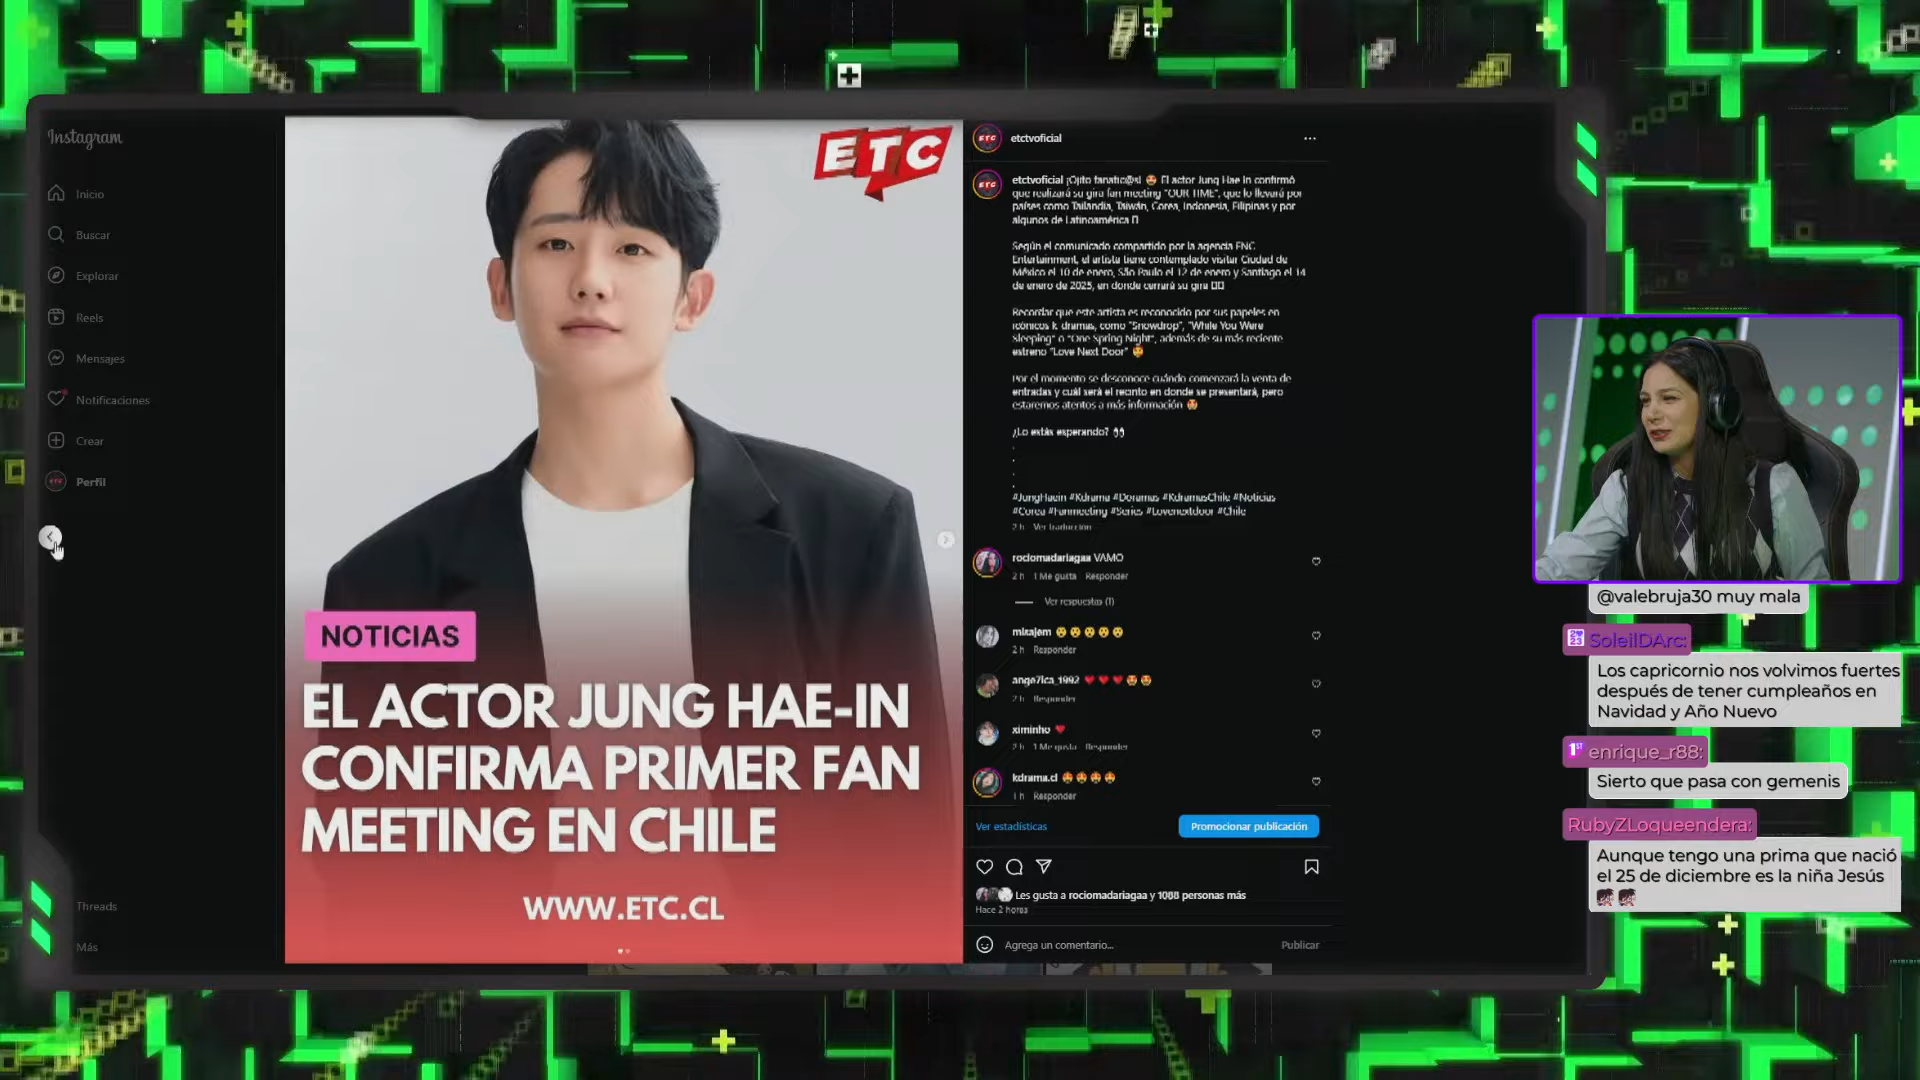 Instagram
Inicio
Buscar
Explorar
Reels
Mensajes
Notificaciones
Crear
Perfil
Threads
Más
ETC
NOTICIAS
EL ACTOR JUNG HAE-IN
CONFIRMA PRIMER FAN
MEETING EN CHILE
WWW.ETC.CL
etctvoficial
etctvoficial ¡Ojito fanátic@s! 🤩 El actor Jung Hae In confirmó
que realizará su gira fan meeting "OUR TIME", que lo llevará por
países como Tailandia, Taiwán, Corea, Indonesia, Filipinas y por
algunos de Latinoamérica
Según el comunicado compartido por la agencia FNC
Entertainment, el artista tiene contemplado visitar Ciudad de
México el 10 de enero, São Paulo el 12 de enero y Santiago el 14
de enero de 2025, en donde cerrará su gira
Recordar que este artista es reconocido por sus papeles en
icónicos k-dramas, como "Snowdrop", "While You Were
Sleeping" o "One Spring Night", además de su más reciente
estreno "Love Next Door" 🤩
Por el momento se desconoce cuándo comenzará la venta de
entradas y cuál será el recinto en donde se presentará, pero
estaremos atentos a más información 🤩
¿Lo estás esperando? 👀
.
.
.
.
#JungHaein #Kdrama #Doramas #KdramasChile #Noticias
#Corea #Fanmeeting #Series #Lovenextdoor #Chile
2 h Ver traducción
rociomadariagaa VAMO
2 h 1 Me gusta Responder
Ver respuestas (1)
mitajem 😮😮😮😮😮
2 h Responder
ange7ica_1992 ❤️❤️❤️🤩🤩
2 h Responder
ximinho ❤️
2 h 1 Me gusta Responder
kdrama.cl 🤩🤩🤩🤩
1 h Responder
Ver estadísticas
Promocionar publicación
Les gusta a rociomadariagaa y 1088 personas más
Hace 2 horas
Agrega un comentario...
Publicar
@valebruja30 muy mala
SoleilDArc:
Los capricornio nos volvimos fuertes
después de tener cumpleaños en
Navidad y Año Nuevo
1ST enrique_r88:
Sierto que pasa con gemenis
RubyZLoqueendera:
Aunque tengo una prima que nació
el 25 de diciembre es la niña Jesús